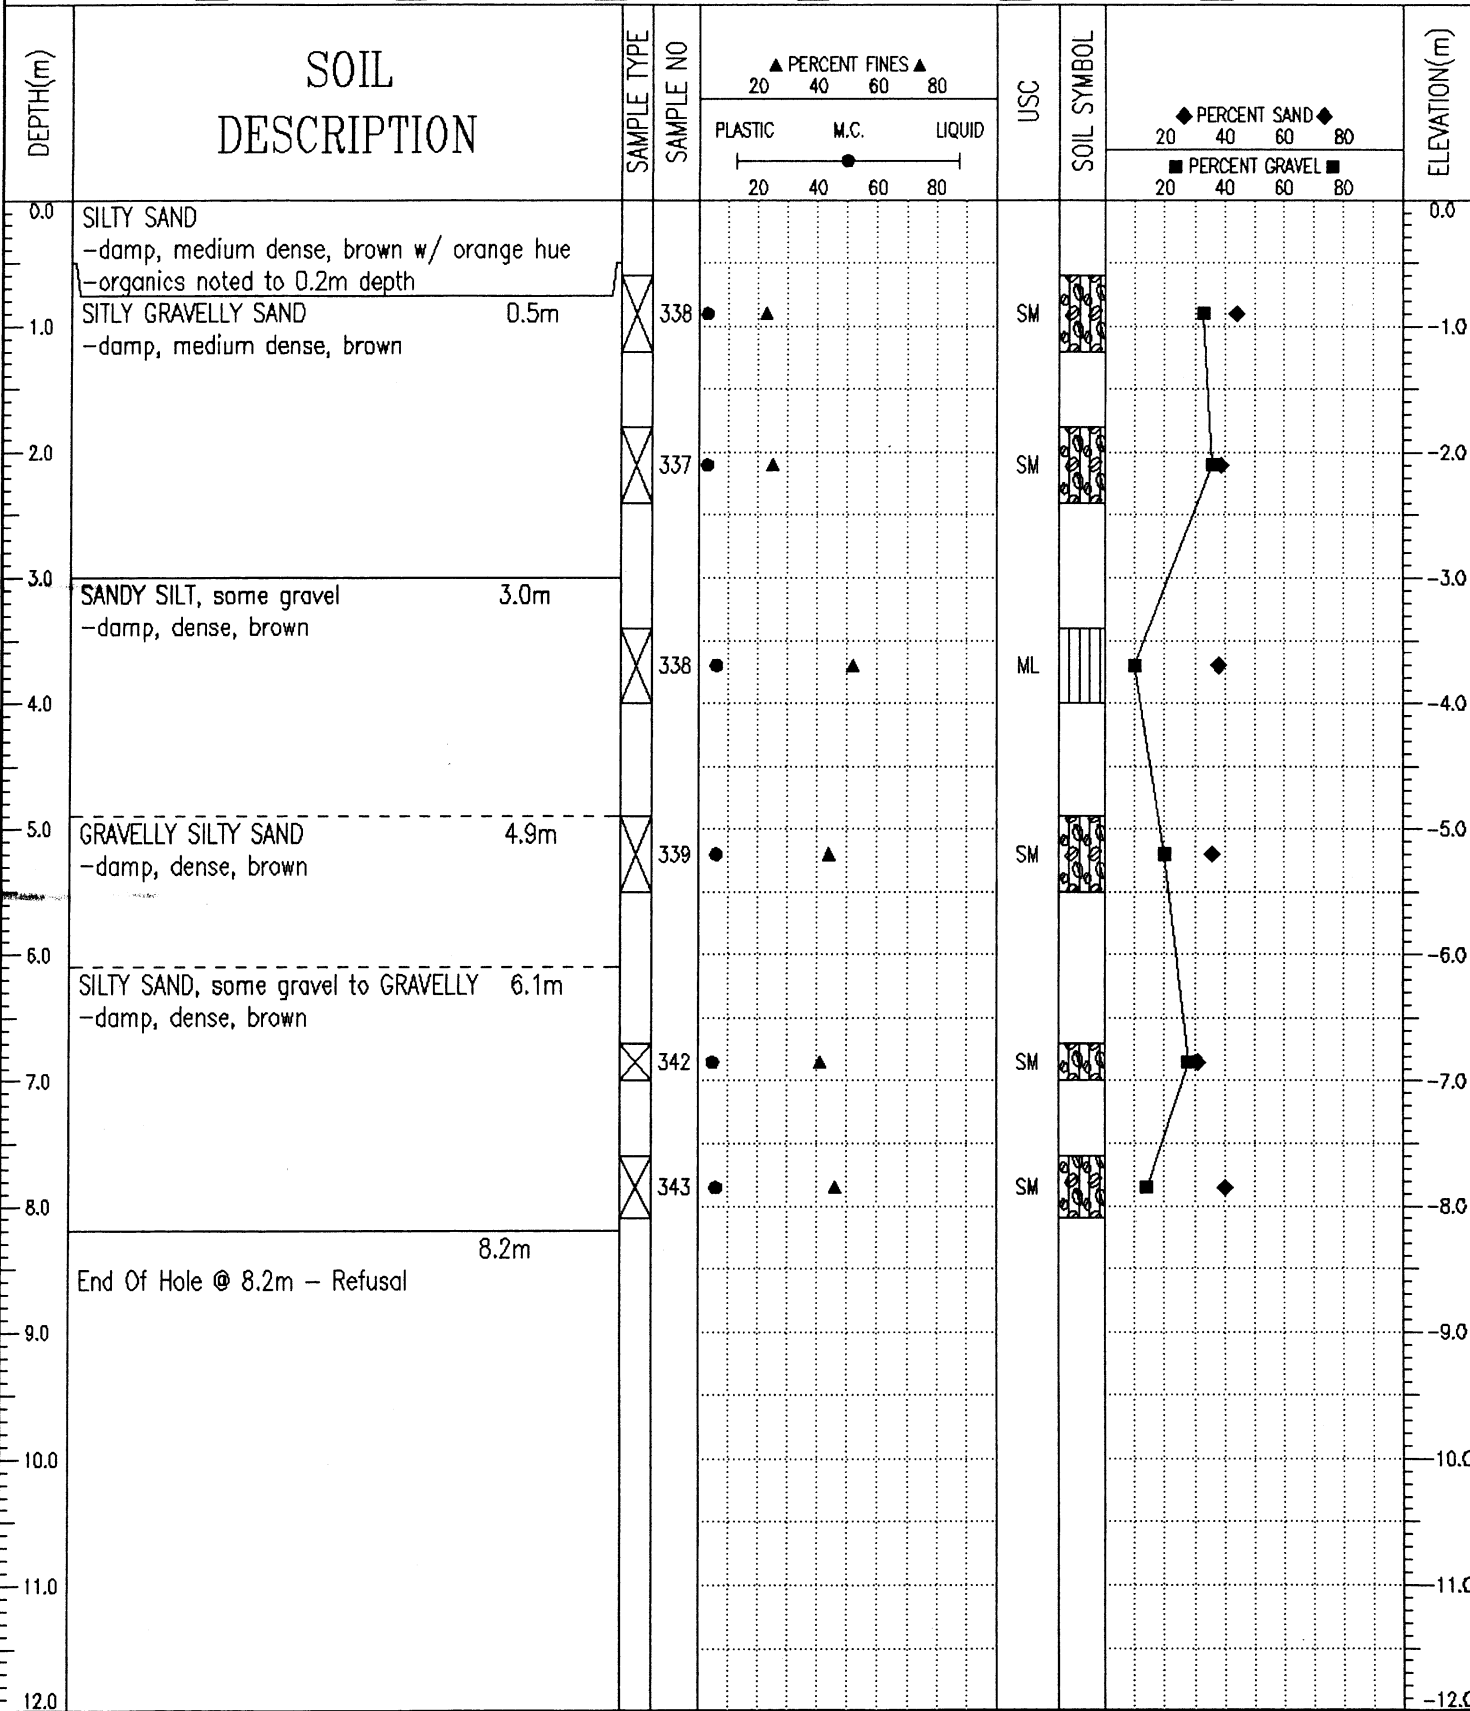 DEPTH(m)
SOIL
DESCRIPTION
SAMPLE TYPE
SAMPLE NO
▲ PERCENT FINES ▲
20 40 60 80
PLASTIC M.C. LIQUID
20 40 60 80
USC
SOIL SYMBOL
◆ PERCENT SAND ◆
20 40 60 80
■ PERCENT GRAVEL ■
20 40 60 80
ELEVATION(m)
0.0
SILTY SAND
-damp, medium dense, brown w/ orange hue
-organics noted to 0.2m depth
0.0
SITLY GRAVELLY SAND 0.5m
338 SM
1.0
-damp, medium dense, brown
-1.0
2.0
337 SM
-2.0
3.0
-3.0
SANDY SILT, some gravel 3.0m
-damp, dense, brown
338 ML
4.0
-4.0
5.0
GRAVELLY SILTY SAND 4.9m
-5.0
-damp, dense, brown
339 SM
6.0
-6.0
SILTY SAND, some gravel to GRAVELLY 6.1m
-damp, dense, brown
342 SM
7.0
-7.0
343 SM
8.0
-8.0
8.2m
End Of Hole @ 8.2m - Refusal
9.0
-9.0
10.0
-10.0
11.0
-11.0
12.0
-12.0